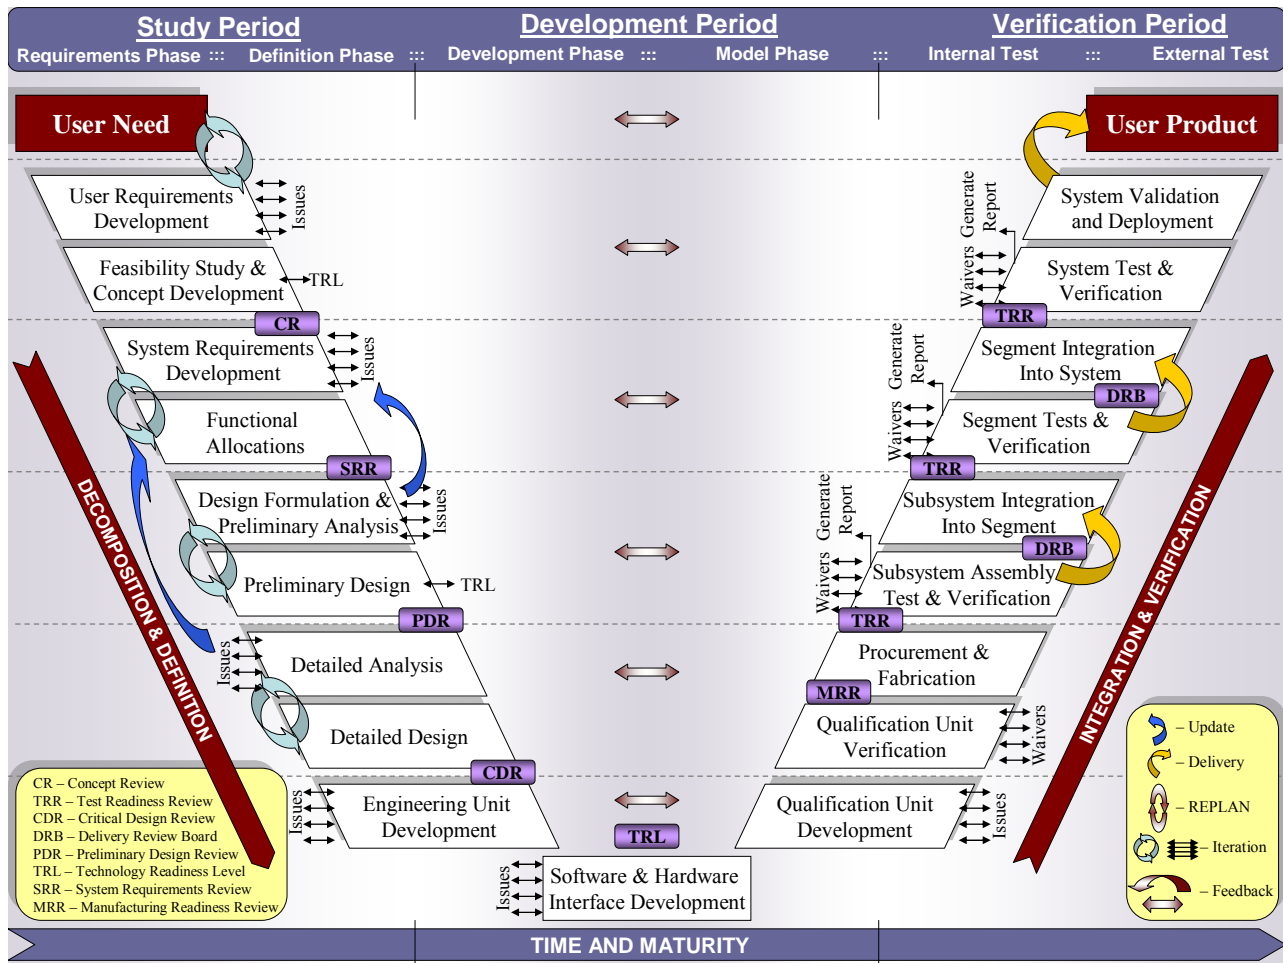 Study Period
Development Period
Verification Period
Requirements Phase ::: Definition Phase ::: Development Phase ::: Model Phase ::: Internal Test ::: External Test
User Need
User Product
User Requirements
Development
Issues
System Validation
and Deployment
Generate
Report
Feasibility Study &
Concept Development
TRL
Waivers
System Test &
Verification
CR
TRR
System Requirements
Development
Issues
Generate
Report
Segment Integration
Into System
DRB
Functional
Allocations
Waivers
Segment Tests &
Verification
SRR
TRR
Design Formulation &
Preliminary Analysis
Issues
Generate
Report
Subsystem Integration
Into Segment
DRB
Preliminary Design
TRL
Waivers
Subsystem Assembly
Test & Verification
PDR
TRR
Issues
Detailed Analysis
Procurement &
Fabrication
MRR
Detailed Design
Qualification Unit
Verification
Waivers
CDR
Issues
Engineering Unit
Development
TRL
Qualification Unit
Development
Issues
Issues
Software & Hardware
Interface Development
DECOMPOSITION & DEFINITION
INTEGRATION & VERIFICATION
CR – Concept Review
TRR – Test Readiness Review
CDR – Critical Design Review
DRB – Delivery Review Board
PDR – Preliminary Design Review
TRL – Technology Readiness Level
SRR – System Requirements Review
MRR – Manufacturing Readiness Review
– Update
– Delivery
– REPLAN
– Iteration
– Feedback
TIME AND MATURITY